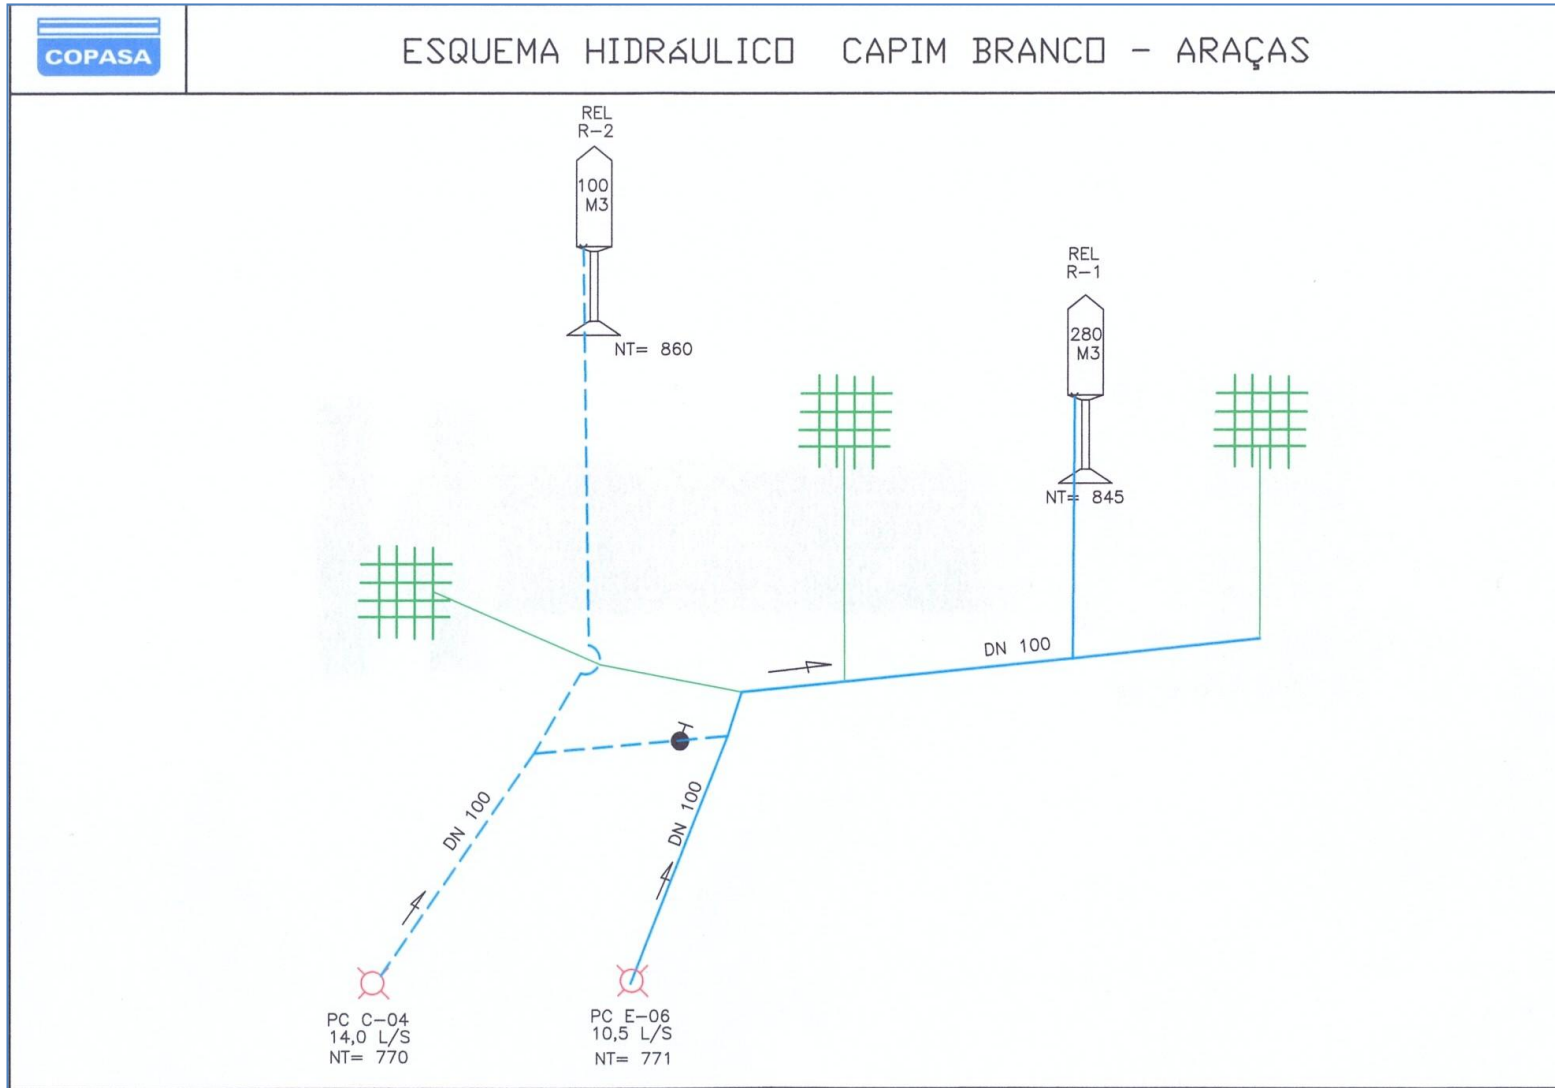 COPASA
ESQUEMA HIDRáULICO CAPIM BRANCO - ARAÇAS
REL
R-2
100
M3
NT= 860
REL
R-1
280
M3
NT= 845
DN 100
DN 100
DN 100
PC C-04
14,0 L/S
NT= 770
PC E-06
10,5 L/S
NT= 771